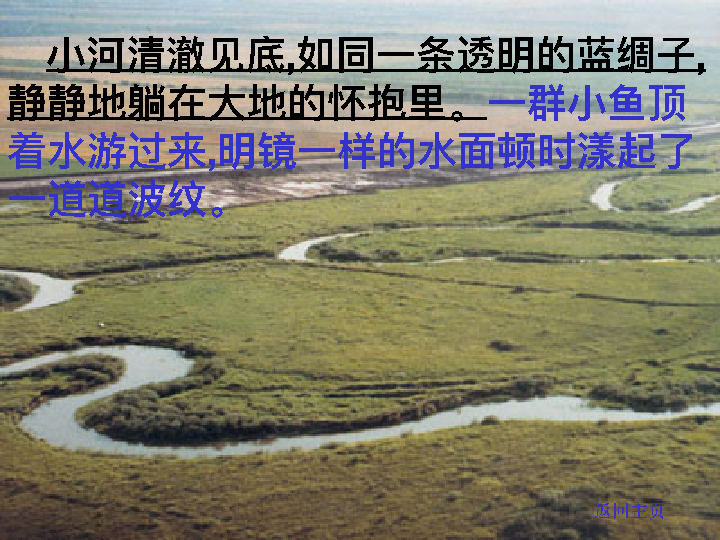 小河清澈见底,如同一条透明的蓝绸子,
静静地躺在大地的怀抱里。一群小鱼顶
着水游过来,明镜一样的水面顿时漾起了
一道道波纹。
返回主页